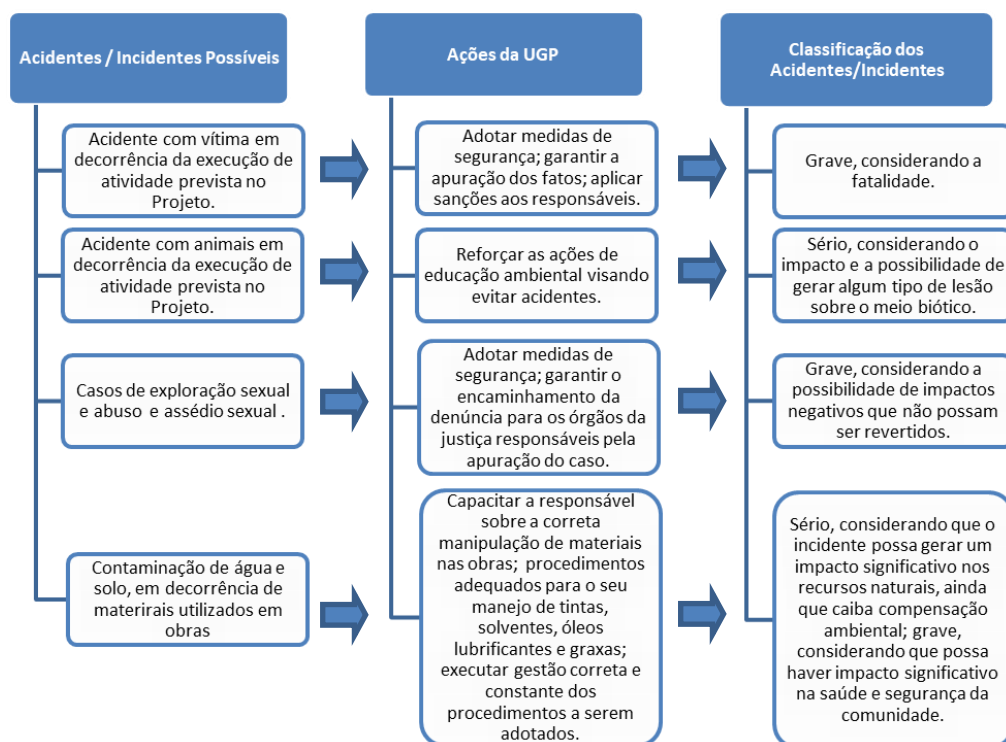 Acidentes / Incidentes Possíveis
Ações da UGP
Classificação dos
Acidentes/Incidentes
Acidente com vítima em
decorrência da execução de
atividade prevista no
Projeto.
Adotar medidas de
segurança; garantir a
apuração dos fatos; aplicar
sanções aos responsáveis.
Grave, considerando a
fatalidade.
Acidente com animais em
decorrência da execução de
atividade prevista no
Projeto.
Reforçar as ações de
educação ambiental visando
evitar acidentes.
Sério, considerando o
impacto e a possibilidade de
gerar algum tipo de lesão
sobre o meio biótico.
Casos de exploração sexual
e abuso e assédio sexual .
Adotar medidas de
segurança; garantir o
encaminhamento da
denúncia para os órgãos da
justiça responsáveis pela
apuração do caso.
Grave, considerando a
possibilidade de impactos
negativos que não possam
ser revertidos.
Contaminação de água e
solo, em decorrência de
materirais utilizados em
obras
Capacitar a responsável
sobre a correta
manipulação de materiais
nas obras; procedimentos
adequados para o seu
manejo de tintas,
solventes, óleos
lubrificantes e graxas;
executar gestão correta e
constante dos
procedimentos a serem
adotados.
Sério, considerando que o
incidente possa gerar um
impacto significativo nos
recursos naturais, ainda
que caiba compensação
ambiental; grave,
considerando que possa
haver impacto significativo
na saúde e segurança da
comunidade.